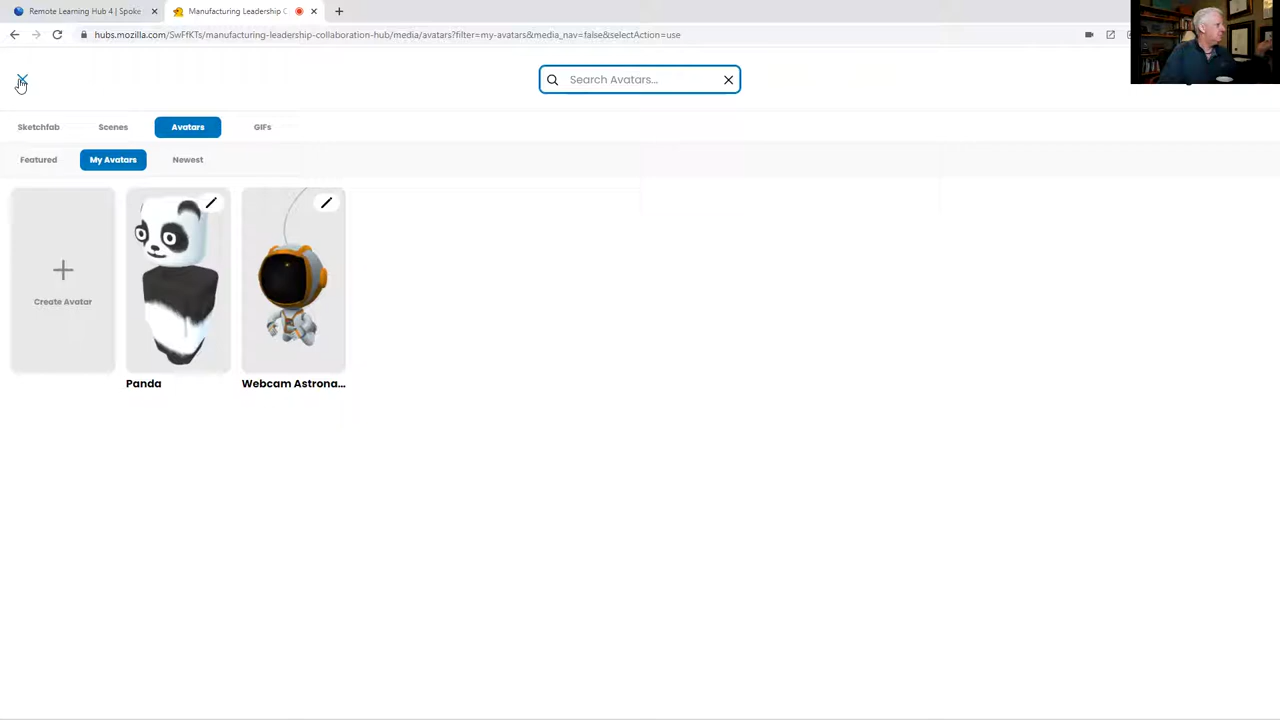 Remote Learning Hub 4 | Spoke
Manufacturing Leadership C
hubs.mozilla.com/SwFfKTs/manufacturing-leadership-collaboration-hub/media/avatars?filter=my-avatars&media_nav=false&selectAction=use
Search Avatars...
Sketchfab Scenes Avatars GIFs
Featured My Avatars Newest
Create Avatar
Panda Webcam Astrona...